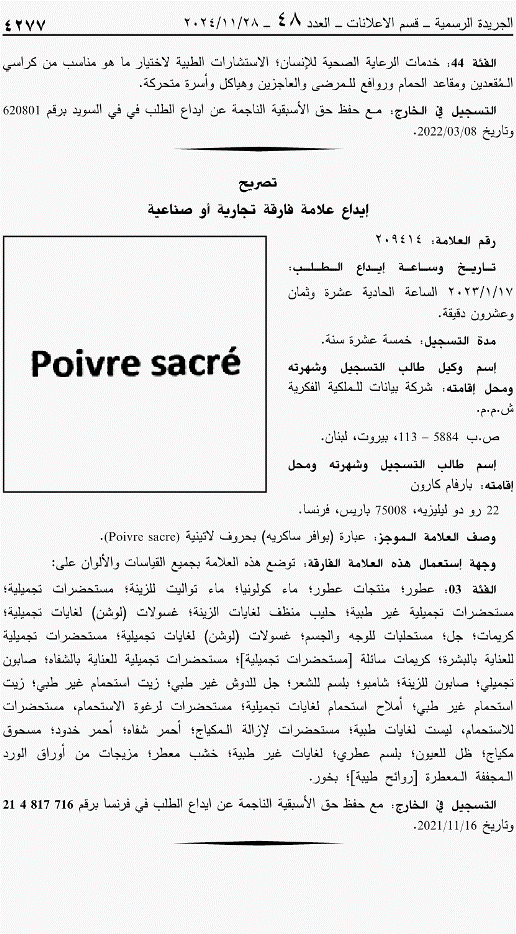 الجريدة الرسمية ــ قسم الاعلانات ــ العدد ٤٨ ــ ٢٠٢٤/١١/٢٨
٤٢٧٧
الفئة 44: خدمات الرعاية الصحية للإنسان؛ الاستشارات الطبية لاختيار ما هو مناسب من كراسي
المُقعدين ومقاعد الحمام وروافع للمرضى والعاجزين وهياكل وأسرة متحركة.
التسجيل في الخارج: مع حفظ حق الأسبقية الناجمة عن ايداع الطلب في في السويد برقم 620801
وتاريخ 2022/03/08.
تصريح
إيداع علامة فارقة تجارية أو صناعية
رقم العلامة: ٢٠٩٤١٤
تاريخ وساعة إيداع الطلب:
٢٠٢٣/١/١٧ الساعة الحادية عشرة وثمان
وعشرون دقيقة.
مدة التسجيل: خمسة عشرة سنة.
إسم وكيل طالب التسجيل وشهرته
ومحل إقامته: شركة بيانات للملكية الفكرية
ش.م.م.
ص.ب 5884 – 113، بيروت، لبنان.
إسم طالب التسجيل وشهرته ومحل
إقامته: بارفام كارون
22 رو دو ليليزيه، 75008 باريس، فرنسا.
Poivre sacré
وصف العلامة الموجز: عبارة (بوافر ساكريه) بحروف لاتينية (Poivre sacre).
وجهة إستعمال هذه العلامة الفارقة: توضع هذه العلامة بجميع القياسات والألوان على:
الفئة 03: عطور؛ منتجات عطور؛ ماء كولونيا؛ ماء تواليت للزينة؛ مستحضرات تجميلية؛
مستحضرات تجميلية غير طبية؛ حليب منظف لغايات الزينة؛ غسولات (لوشن) لغايات تجميلية؛
كريمات؛ جل؛ مستحلبات للوجه والجسم؛ غسولات (لوشن) لغايات تجميلية؛ مستحضرات تجميلية
للعناية بالبشرة؛ كريمات سائلة [مستحضرات تجميلية]؛ مستحضرات تجميلية للعناية بالشفاه؛ صابون
تجميلي؛ صابون للزينة؛ شامبو؛ بلسم للشعر؛ جل للدوش غير طبي؛ زيت استحمام غير طبي؛ زيت
استحمام غير طبي؛ أملاح استحمام لغايات تجميلية؛ مستحضرات لرغوة الاستحمام، مستحضرات
للاستحمام، ليست لغايات طبية؛ مستحضرات لإزالة المكياج؛ أحمر شفاه؛ أحمر خدود؛ مسحوق
مكياج؛ ظل للعيون؛ بلسم عطري؛ لغايات غير طبية؛ خشب معطر؛ مزيجات من أوراق الورد
المجففة المعطرة [روائح طيبة]؛ بخور.
التسجيل في الخارج: مع حفظ حق الأسبقية الناجمة عن ايداع الطلب في فرنسا برقم 716 817 4 21
وتاريخ 2021/11/16.